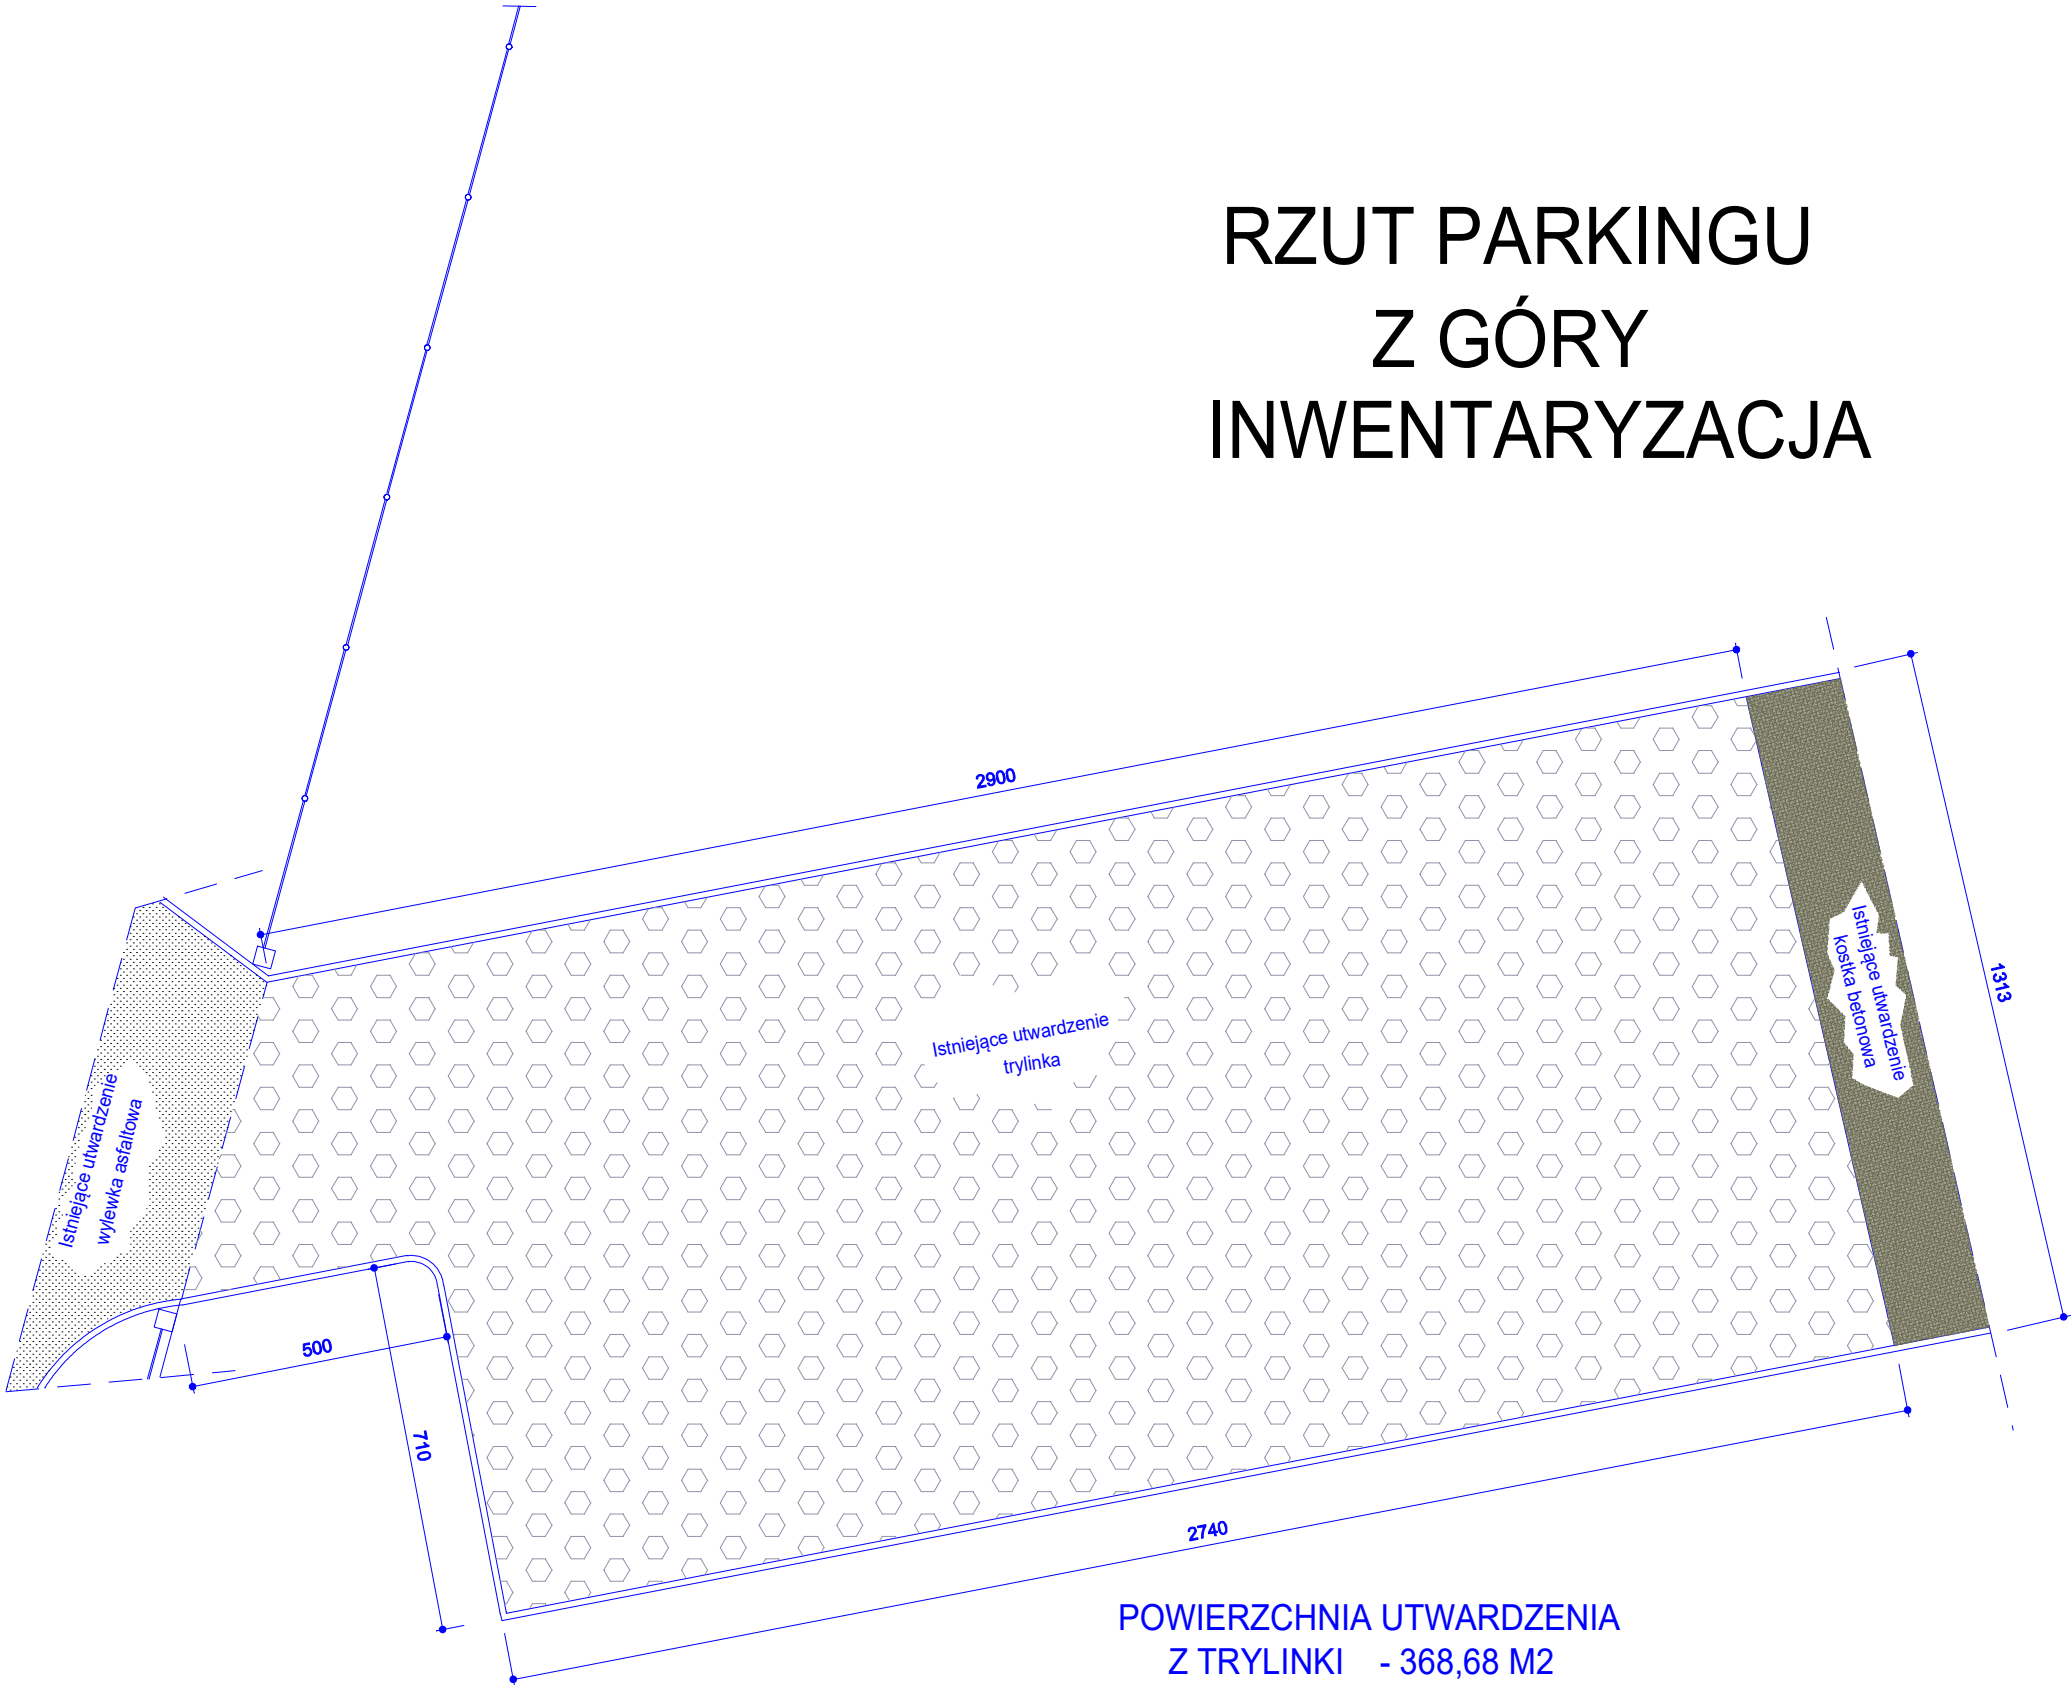 RZUT PARKINGU
Z GÓRY
INWENTARYZACJA
2900
1313
Istniejące utwardzenie
kostka betonowa
Istniejące utwardzenie
trylinka
Istniejące utwardzenie
wylewka asfaltowa
500
710
2740
POWIERZCHNIA UTWARDZENIA
Z TRYLINKI - 368,68 M2